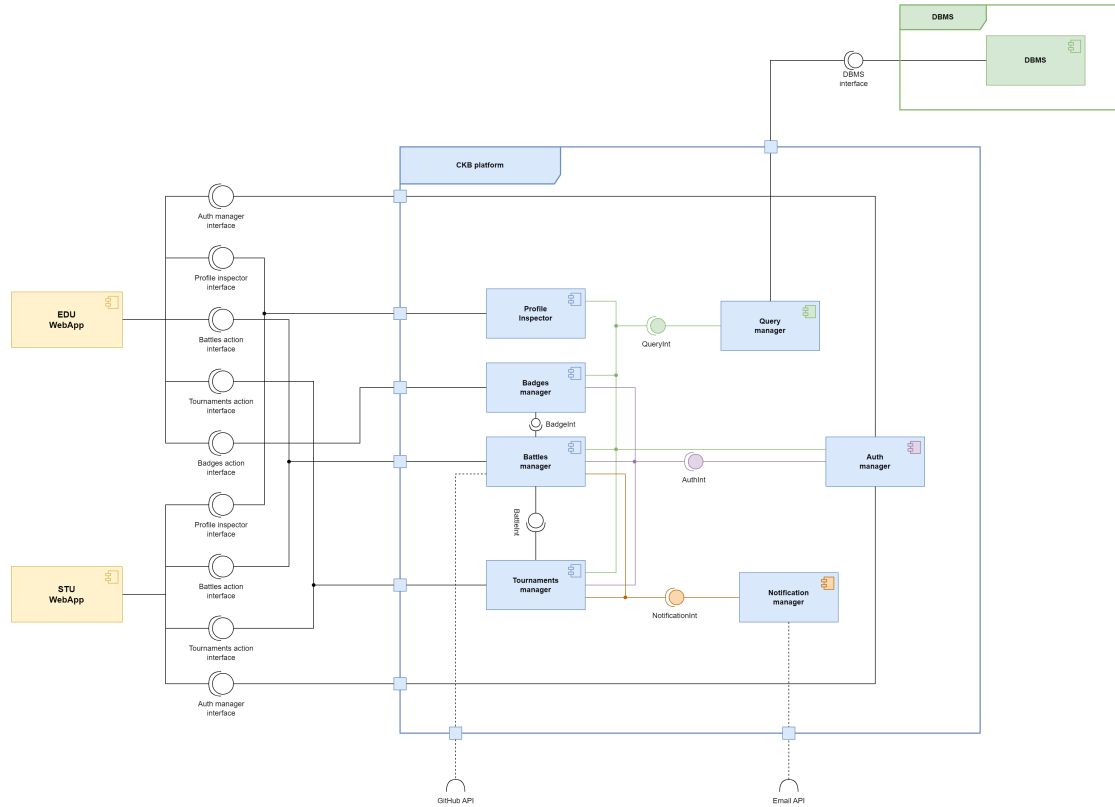 DBMS
DBMS
DBMS
interface
CKB platform
Auth manager
interface
Profile inspector
interface
EDU
WebApp
Battles action
interface
Tournaments action
interface
Badges action
interface
Profile
Inspector
QueryInt
Query
manager
Badges
manager
BadgeInt
Battles
manager
AuthInt
Auth
manager
BattleInt
Profile inspector
interface
STU
WebApp
Battles action
interface
Tournaments action
interface
Auth manager
interface
Tournaments
manager
NotificationInt
Notification
manager
GitHub API
Email API